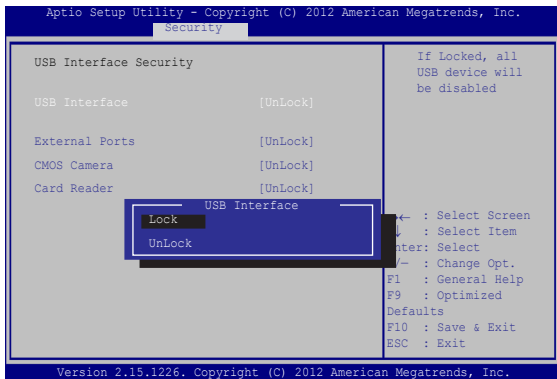 Aptio Setup Utility - Copyright (C) 2012 American Megatrends, Inc.
Security
USB Interface Security
USB Interface [UnLock]
External Ports [UnLock]
CMOS Camera [UnLock]
Card Reader [UnLock]
USB Interface
Lock
UnLock
If Locked, all
USB device will
be disabled
← : Select Screen
↓ : Select Item
nter: Select
/— : Change Opt.
F1 : General Help
F9 : Optimized
Defaults
F10 : Save & Exit
ESC : Exit
Version 2.15.1226. Copyright (C) 2012 American Megatrends, Inc.